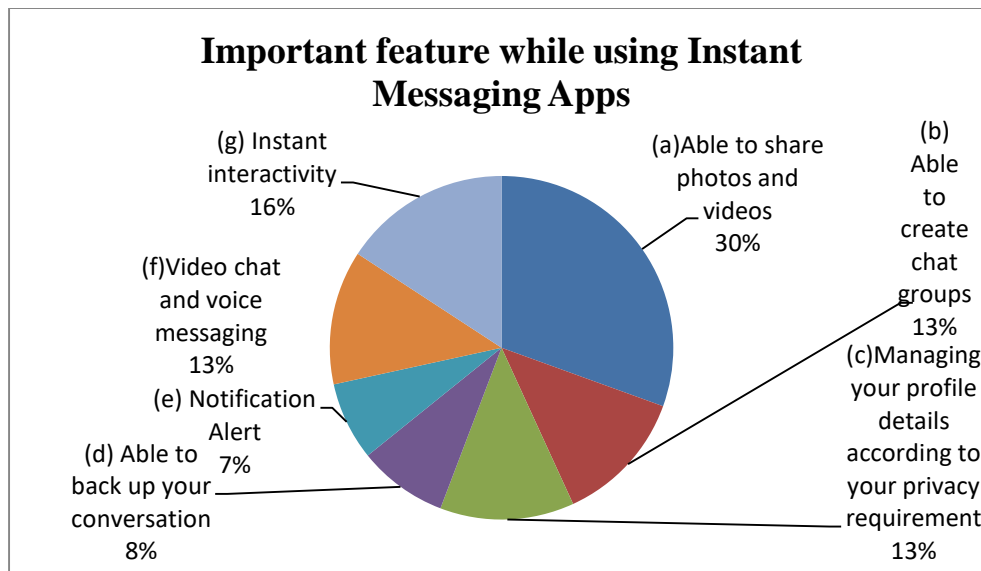 Important feature while using Instant
Messaging Apps
(a)Able to share
photos and
videos
30%
(b)
Able
to
create
chat
groups
13%
(c)Managing
your profile
details
according to
your privacy
requirement
13%
(d) Able to
back up your
conversation
8%
(e) Notification
Alert
7%
(f)Video chat
and voice
messaging
13%
(g) Instant
interactivity
16%